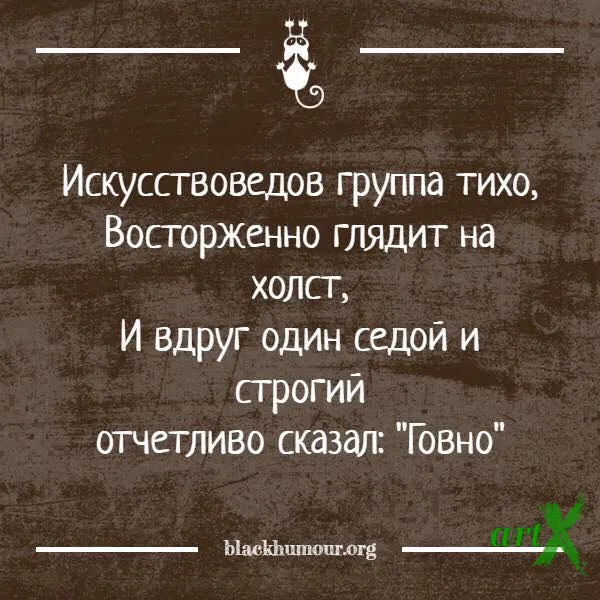 Искусствоведов группа тихо,
Восторженно глядит на
холст,
И вдруг один седой и
строгий
отчетливо сказал: "Говно"
blackhumour.org
artX